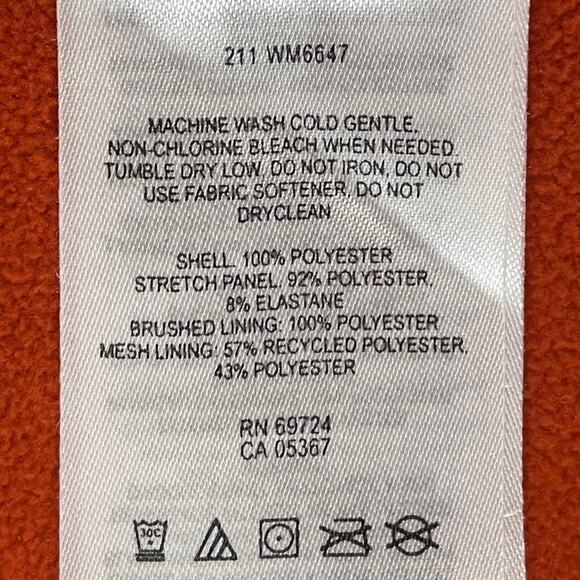 211 WM6647
MACHINE WASH COLD GENTLE,
NON-CHLORINE BLEACH WHEN NEEDED,
TUMBLE DRY LOW, DO NOT IRON, DO NOT
USE FABRIC SOFTENER, DO NOT
DRYCLEAN
SHELL: 100% POLYESTER
STRETCH PANEL: 92% POLYESTER,
8% ELASTANE
BRUSHED LINING: 100% POLYESTER
MESH LINING: 57% RECYCLED POLYESTER,
43% POLYESTER
RN 69724
CA 05367
30C